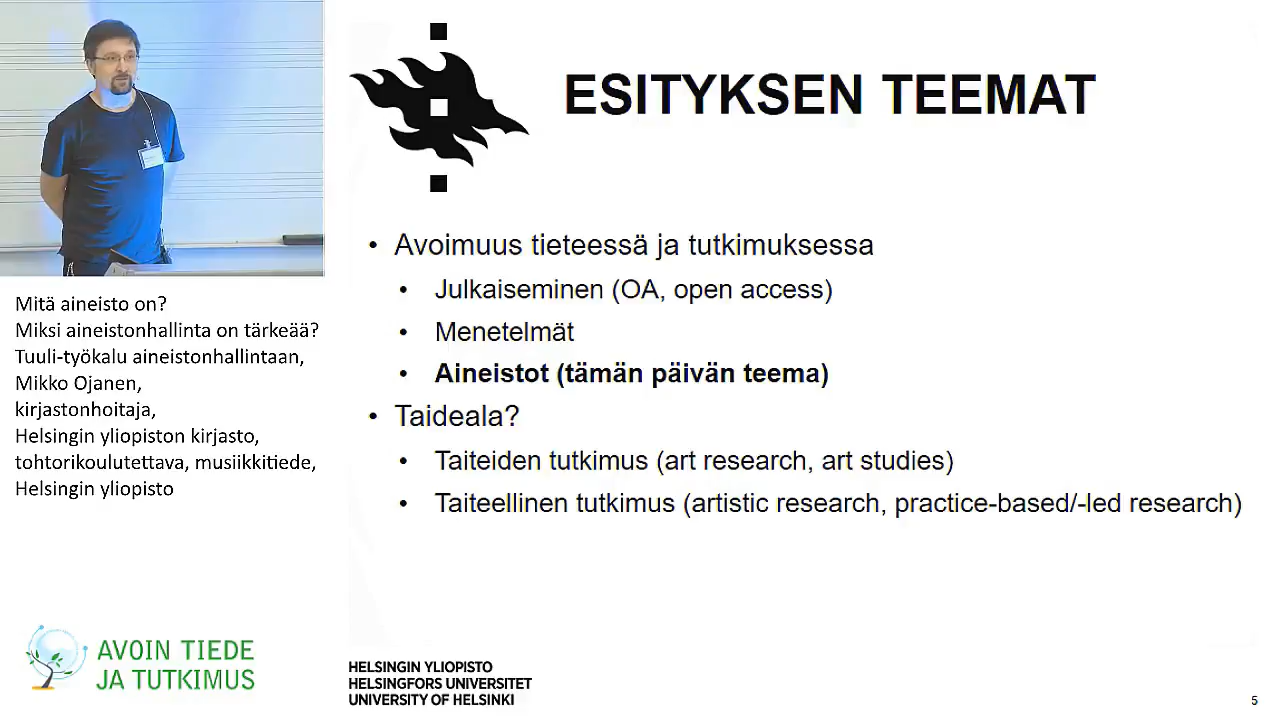 ESITYKSEN TEEMAT
• Avoimuus tieteessä ja tutkimuksessa
• Julkaiseminen (OA, open access)
• Menetelmät
• Aineistot (tämän päivän teema)
• Taideala?
• Taiteiden tutkimus (art research, art studies)
• Taiteellinen tutkimus (artistic research, practice-based/-led research)
Mitä aineisto on?
Miksi aineistonhallinta on tärkeää?
Tuuli-työkalu aineistonhallintaan,
Mikko Ojanen,
kirjastonhoitaja,
Helsingin yliopiston kirjasto,
tohtorikoulutettava, musiikkitiede,
Helsingin yliopisto
AVOIN TIEDE
JA TUTKIMUS
HELSINGIN YLIOPISTO
HELSINGFORS UNIVERSITET
UNIVERSITY OF HELSINKI
5